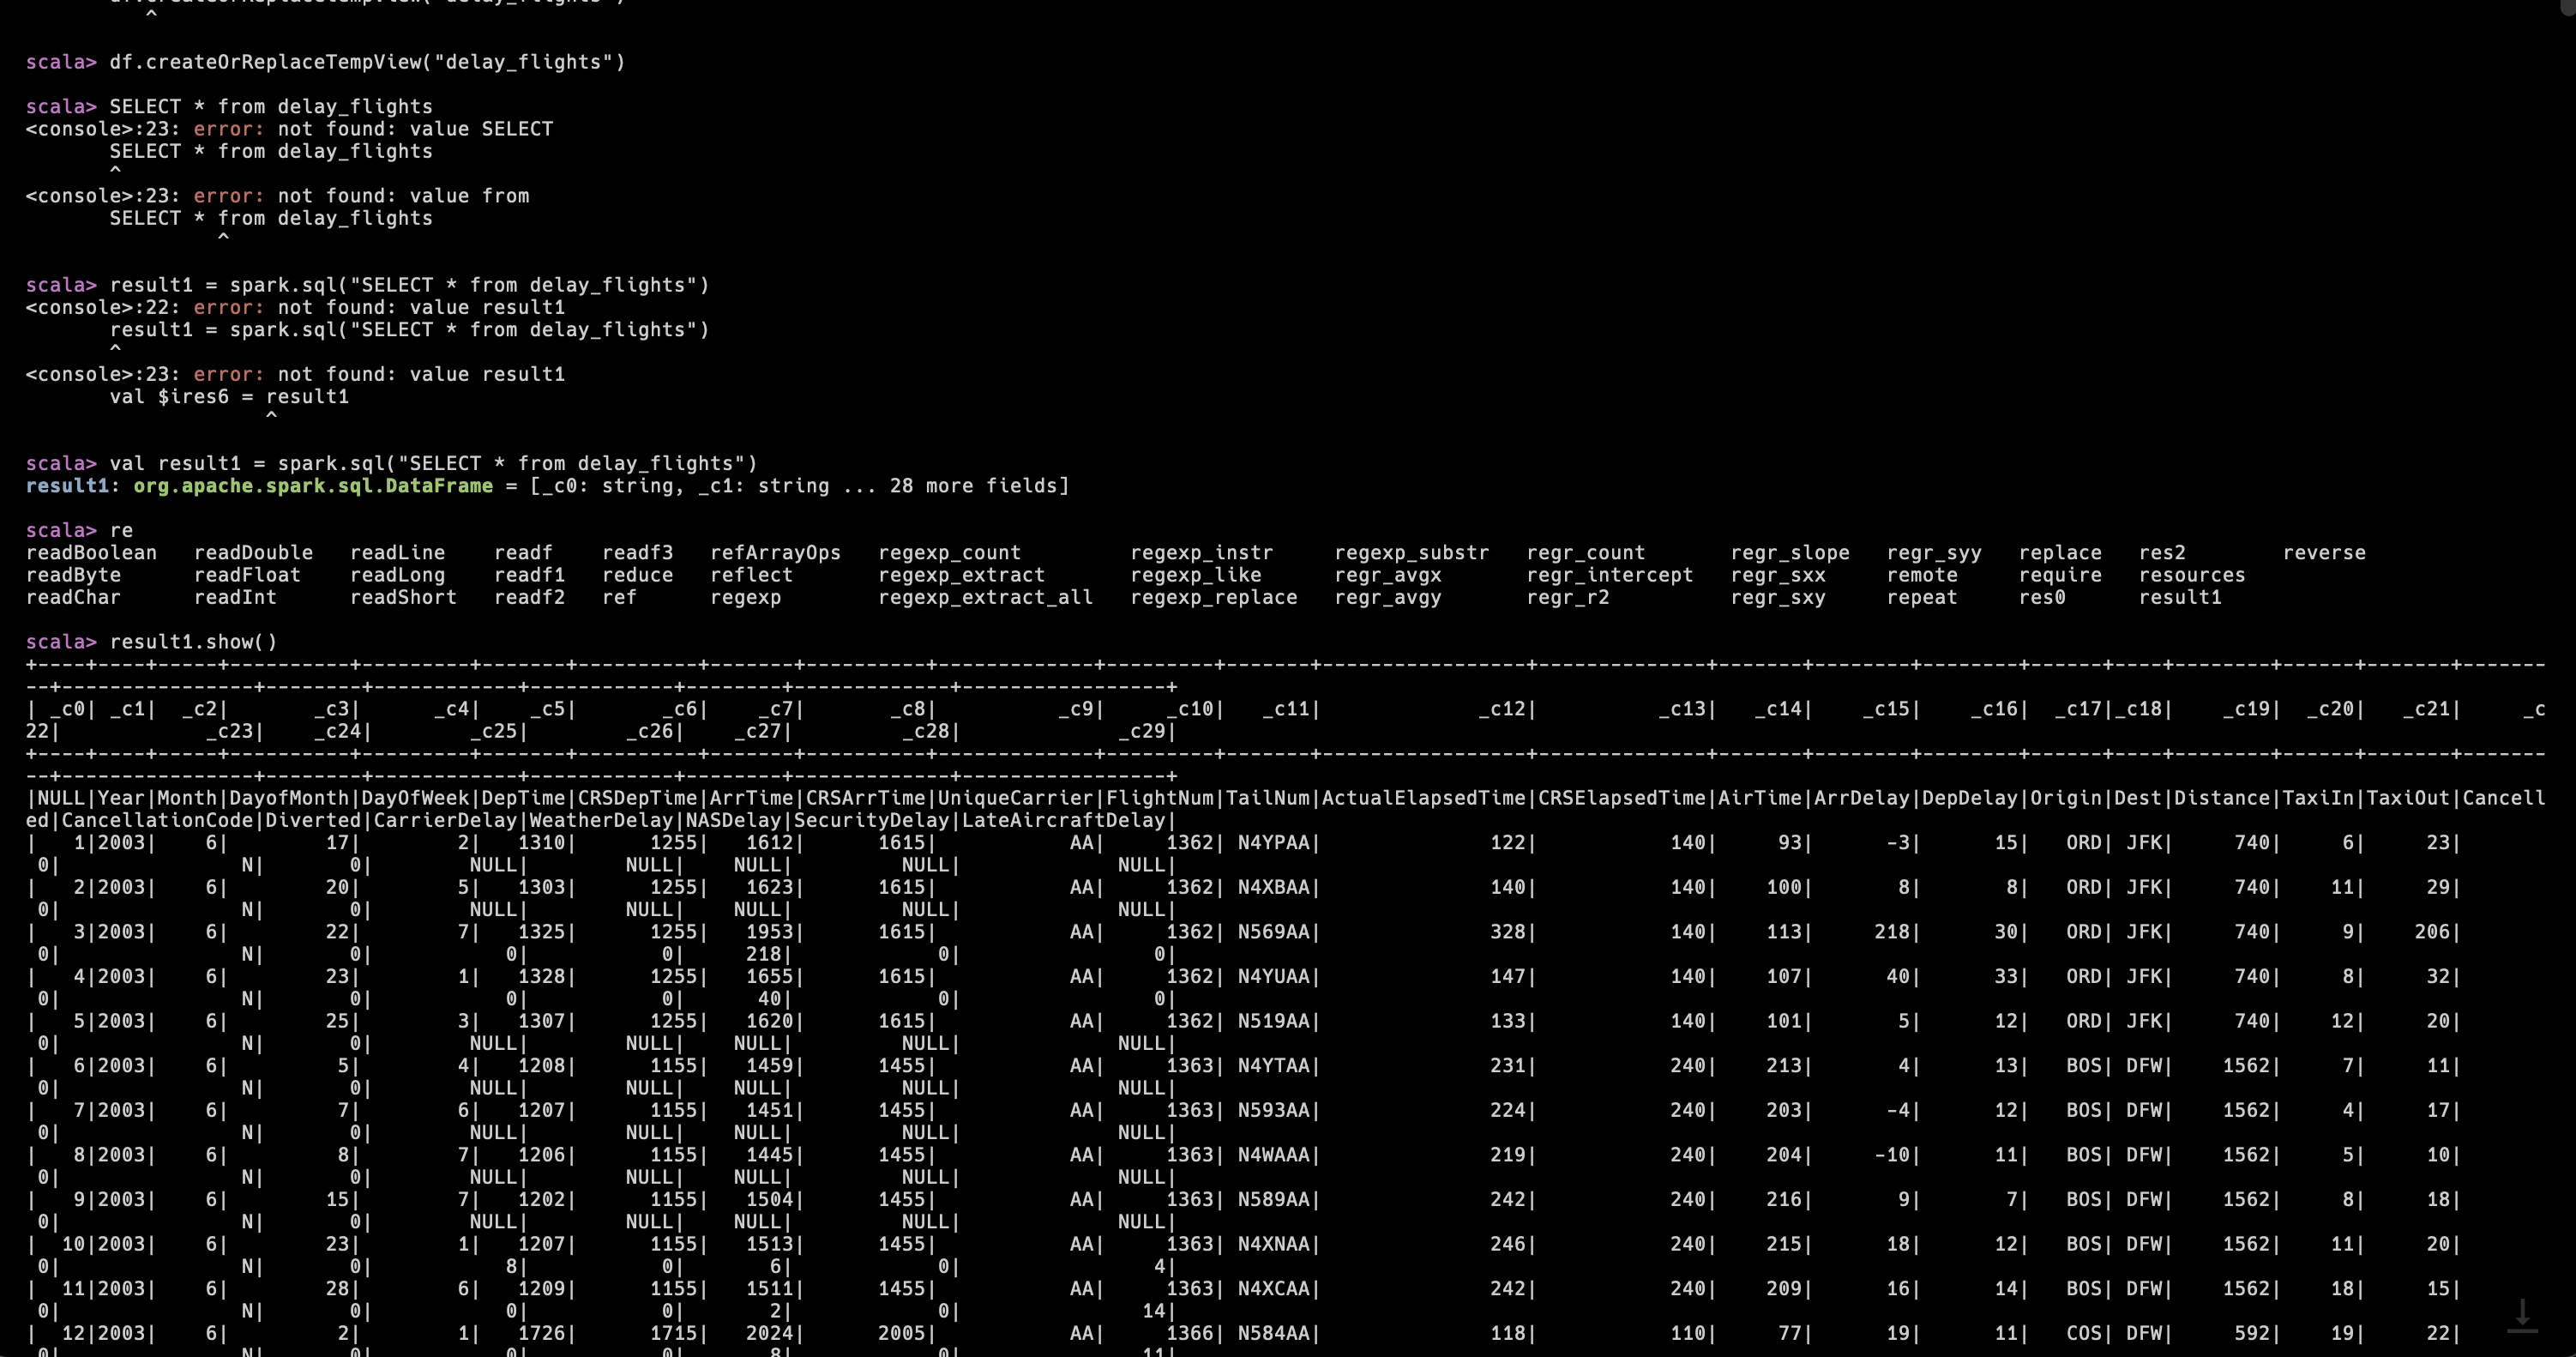 df.createOrReplaceTempView("delay_flights")
^
scala> df.createOrReplaceTempView("delay_flights")
scala> SELECT * from delay_flights
<console>:23: error: not found: value SELECT
SELECT * from delay_flights
^
<console>:23: error: not found: value from
SELECT * from delay_flights
^
scala> result1 = spark.sql("SELECT * from delay_flights")
<console>:22: error: not found: value result1
result1 = spark.sql("SELECT * from delay_flights")
^
<console>:23: error: not found: value result1
val $ires6 = result1
^
scala> val result1 = spark.sql("SELECT * from delay_flights")
result1: org.apache.spark.sql.DataFrame = [_c0: string, _c1: string ... 28 more fields]
scala> re
readBoolean readDouble readLine readf readf3 refArrayOps regexp_count regexp_instr regexp_substr regr_count regr_slope regr_syy replace res2 reverse
readByte readFloat readLong readf1 reduce reflect regexp_extract regexp_like regr_avgx regr_intercept regr_sxx remote require resources
readChar readInt readShort readf2 ref regexp regexp_extract_all regexp_replace regr_avgy regr_r2 regr_sxy repeat res0 result1
scala> result1.show()
+----+----+-----+----------+---------+-------+----------+-------+----------+-------------+---------+-------+-----------------+--------------+-------+--------+--------+------+----+--------+------+-------+-------
--+----------------+--------+------------+------------+--------+-------------+-----------------+
| _c0| _c1| _c2| _c3| _c4| _c5| _c6| _c7| _c8| _c9| _c10| _c11| _c12| _c13| _c14| _c15| _c16| _c17|_c18| _c19| _c20| _c21| _c
22| _c23| _c24| _c25| _c26| _c27| _c28| _c29|
+----+----+-----+----------+---------+-------+----------+-------+----------+-------------+---------+-------+-----------------+--------------+-------+--------+--------+------+----+--------+------+-------+-------
--+----------------+--------+------------+------------+--------+-------------+-----------------+
|NULL|Year|Month|DayofMonth|DayOfWeek|DepTime|CRSDepTime|ArrTime|CRSArrTime|UniqueCarrier|FlightNum|TailNum|ActualElapsedTime|CRSElapsedTime|AirTime|ArrDelay|DepDelay|Origin|Dest|Distance|TaxiIn|TaxiOut|Cancell
ed|CancellationCode|Diverted|CarrierDelay|WeatherDelay|NASDelay|SecurityDelay|LateAircraftDelay|
| 1|2003| 6| 17| 2| 1310| 1255| 1612| 1615| AA| 1362| N4YPAA| 122| 140| 93| -3| 15| ORD| JFK| 740| 6| 23|
0| N| 0| NULL| NULL| NULL| NULL| NULL|
| 2|2003| 6| 20| 5| 1303| 1255| 1623| 1615| AA| 1362| N4XBAA| 140| 140| 100| 8| 8| ORD| JFK| 740| 11| 29|
0| N| 0| NULL| NULL| NULL| NULL| NULL|
| 3|2003| 6| 22| 7| 1325| 1255| 1953| 1615| AA| 1362| N569AA| 328| 140| 113| 218| 30| ORD| JFK| 740| 9| 206|
0| N| 0| 0| 0| 218| 0| 0|
| 4|2003| 6| 23| 1| 1328| 1255| 1655| 1615| AA| 1362| N4YUAA| 147| 140| 107| 40| 33| ORD| JFK| 740| 8| 32|
0| N| 0| 0| 0| 40| 0| 0|
| 5|2003| 6| 25| 3| 1307| 1255| 1620| 1615| AA| 1362| N519AA| 133| 140| 101| 5| 12| ORD| JFK| 740| 12| 20|
0| N| 0| NULL| NULL| NULL| NULL| NULL|
| 6|2003| 6| 5| 4| 1208| 1155| 1459| 1455| AA| 1363| N4YTAA| 231| 240| 213| 4| 13| BOS| DFW| 1562| 7| 11|
0| N| 0| NULL| NULL| NULL| NULL| NULL|
| 7|2003| 6| 7| 6| 1207| 1155| 1451| 1455| AA| 1363| N593AA| 224| 240| 203| -4| 12| BOS| DFW| 1562| 4| 17|
0| N| 0| NULL| NULL| NULL| NULL| NULL|
| 8|2003| 6| 8| 7| 1206| 1155| 1445| 1455| AA| 1363| N4WAAA| 219| 240| 204| -10| 11| BOS| DFW| 1562| 5| 10|
0| N| 0| NULL| NULL| NULL| NULL| NULL|
| 9|2003| 6| 15| 7| 1202| 1155| 1504| 1455| AA| 1363| N589AA| 242| 240| 216| 9| 7| BOS| DFW| 1562| 8| 18|
0| N| 0| NULL| NULL| NULL| NULL| NULL|
| 10|2003| 6| 23| 1| 1207| 1155| 1513| 1455| AA| 1363| N4XNAA| 246| 240| 215| 18| 12| BOS| DFW| 1562| 11| 20|
0| N| 0| 8| 0| 6| 0| 4|
| 11|2003| 6| 28| 6| 1209| 1155| 1511| 1455| AA| 1363| N4XCAA| 242| 240| 209| 16| 14| BOS| DFW| 1562| 18| 15|
0| N| 0| 0| 0| 2| 0| 14|
| 12|2003| 6| 2| 1| 1726| 1715| 2024| 2005| AA| 1366| N584AA| 118| 110| 77| 19| 11| COS| DFW| 592| 19| 22|
0| N| 0| 0| 0| 8| 0| 11|